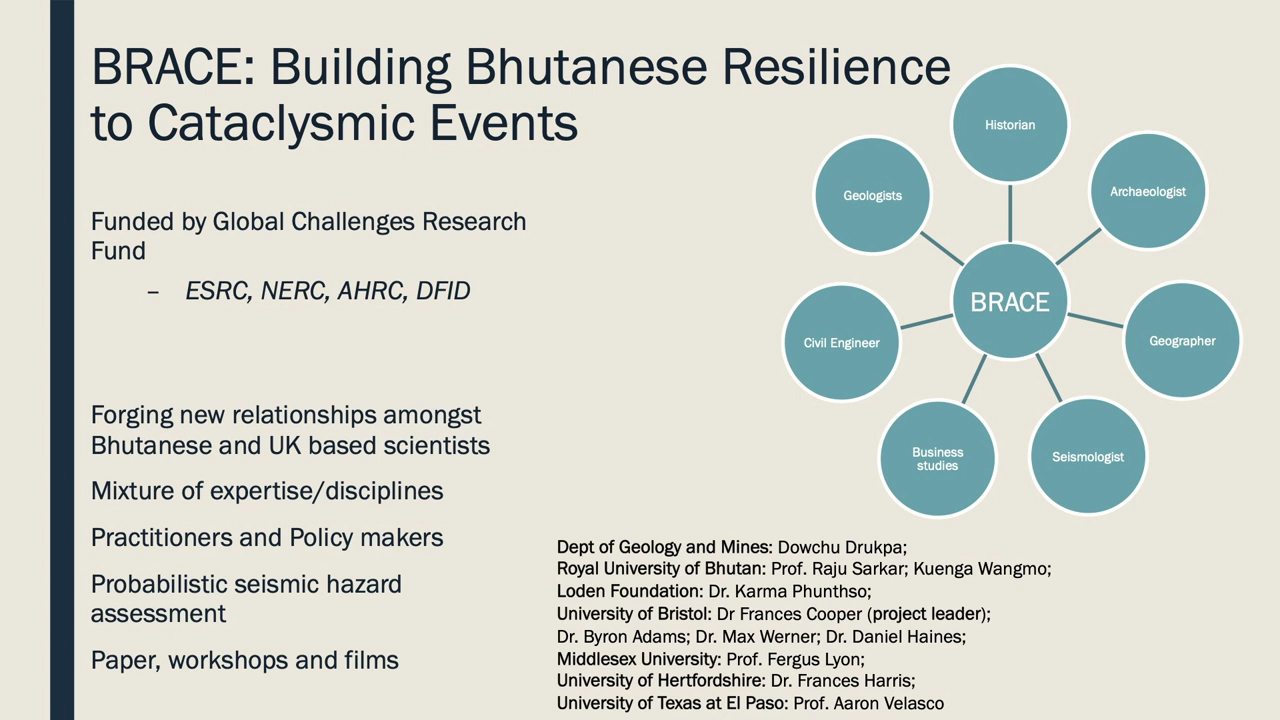 BRACE: Building Bhutanese Resilience
to Cataclysmic Events
Funded by Global Challenges Research
Fund
– ESRC, NERC, AHRC, DFID
Forging new relationships amongst
Bhutanese and UK based scientists
Mixture of expertise/disciplines
Practitioners and Policy makers
Probabilistic seismic hazard
assessment
Paper, workshops and films
Historian
Archaeologist
Geographer
Seismologist
Business
studies
Civil Engineer
Geologists
BRACE
Dept of Geology and Mines: Dowchu Drukpa;
Royal University of Bhutan: Prof. Raju Sarkar; Kuenga Wangmo;
Loden Foundation: Dr. Karma Phunthso;
University of Bristol: Dr Frances Cooper (project leader);
Dr. Byron Adams; Dr. Max Werner; Dr. Daniel Haines;
Middlesex University: Prof. Fergus Lyon;
University of Hertfordshire: Dr. Frances Harris;
University of Texas at El Paso: Prof. Aaron Velasco